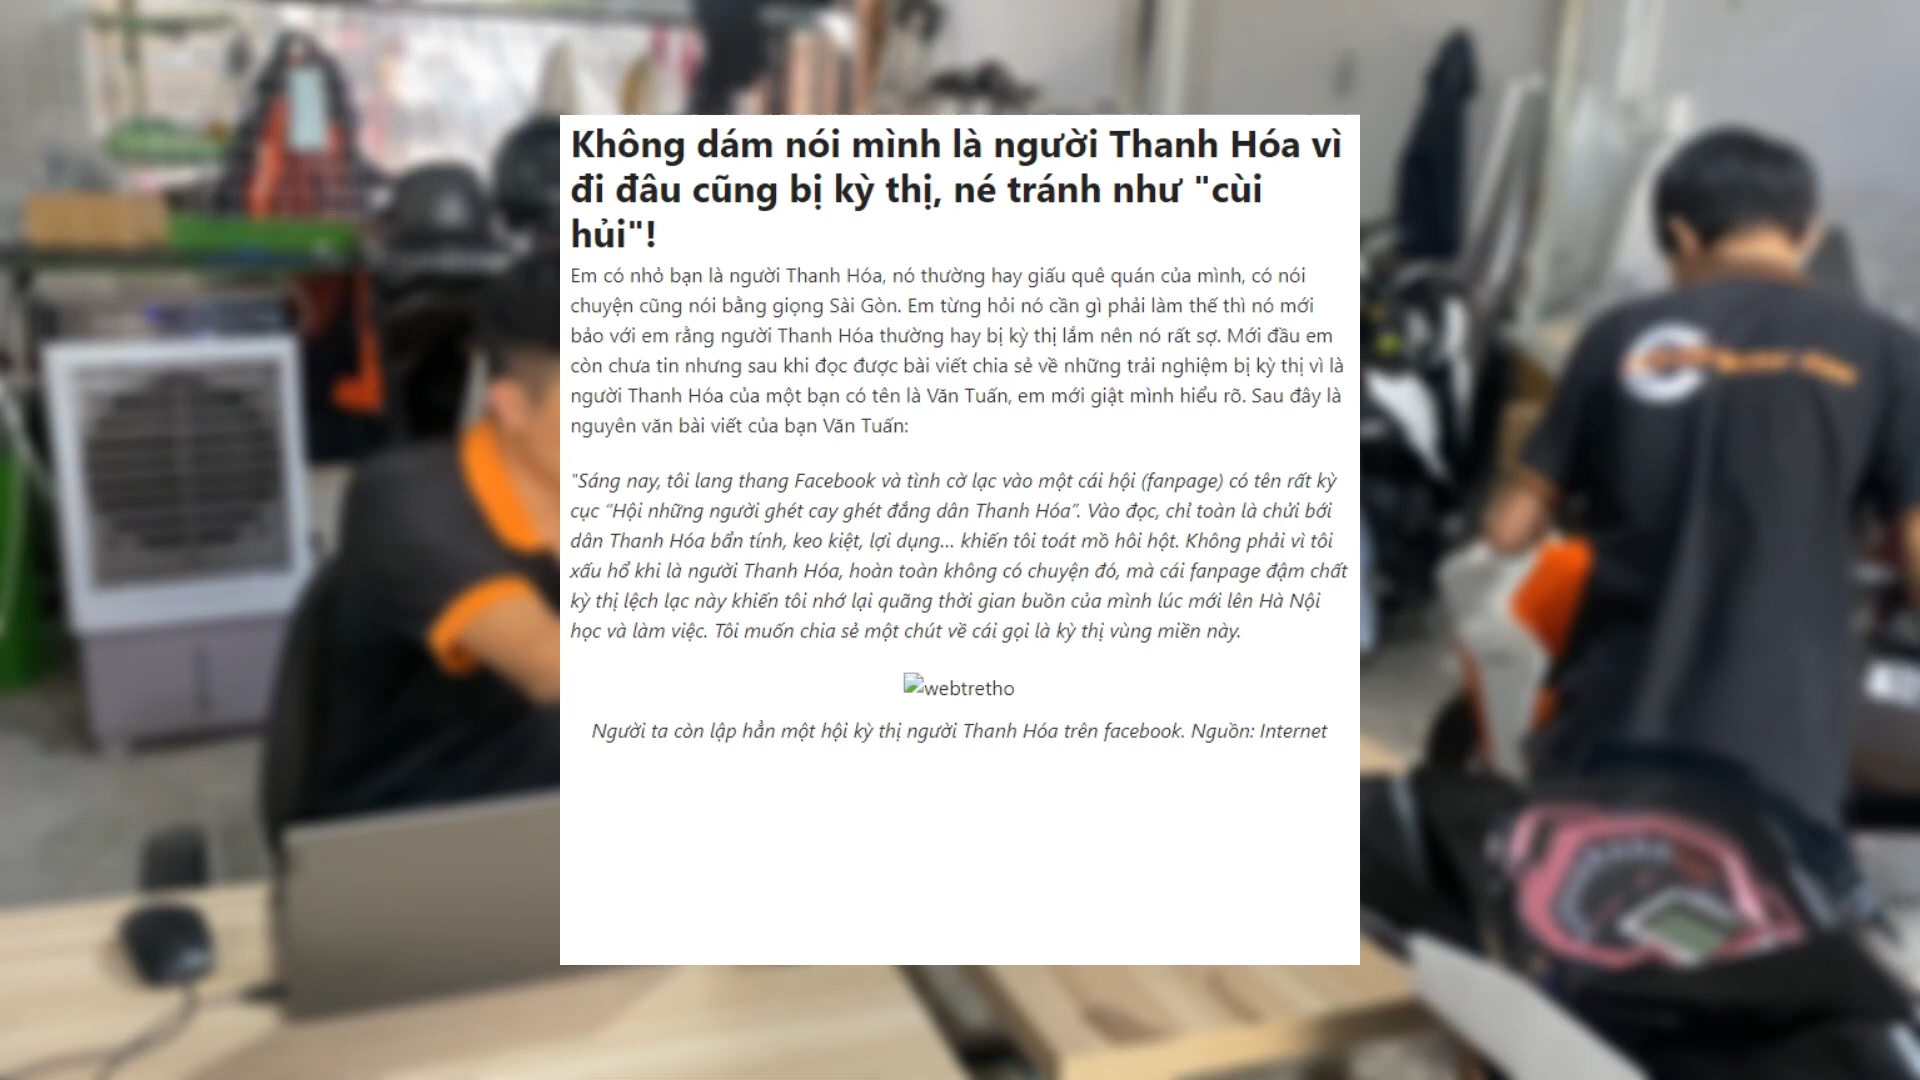 Không dám nói mình là người Thanh Hóa vì
đi đâu cũng bị kỳ thị, né tránh như "cùi
hủi"!
Em có nhỏ bạn là người Thanh Hóa, nó thường hay giấu quê quán của mình, có nói
chuyện cũng nói bằng giọng Sài Gòn. Em từng hỏi nó cần gì phải làm thế thì nó mới
bảo với em rằng người Thanh Hóa thường hay bị kỳ thị lắm nên nó rất sợ. Mới đầu em
còn chưa tin nhưng sau khi đọc được bài viết chia sẻ về những trải nghiệm bị kỳ thị vì là
người Thanh Hóa của một bạn có tên là Văn Tuấn, em mới giật mình hiểu rõ. Sau đây là
nguyên văn bài viết của bạn Văn Tuấn:
"Sáng nay, tôi lang thang Facebook và tình cờ lạc vào một cái hội (fanpage) có tên rất kỳ
cục “Hội những người ghét cay ghét đắng dân Thanh Hóa”. Vào đọc, chỉ toàn là chửi bới
dân Thanh Hóa bẩn tính, keo kiệt, lợi dụng... khiến tôi toát mồ hôi hột. Không phải vì tôi
xấu hổ khi là người Thanh Hóa, hoàn toàn không có chuyện đó, mà cái fanpage đậm chất
kỳ thị lệch lạc này khiến tôi nhớ lại quãng thời gian buồn của mình lúc mới lên Hà Nội
học và làm việc. Tôi muốn chia sẻ một chút về cái gọi là kỳ thị vùng miền này.
webtretho
Người ta còn lập hẳn một hội kỳ thị người Thanh Hóa trên facebook. Nguồn: Internet